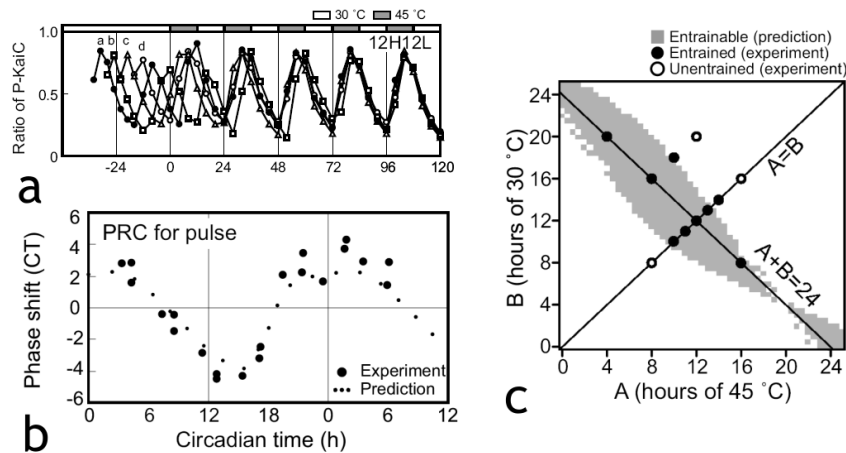 30 °C 45 °C
Ratio of P-KaiC
1.0
0.5
0
a b c d
12H12L
-24 0 24 48 72 96 120
a
PRC for pulse
Phase shift (CT)
6
4
2
0
-2
-4
-6
Experiment
Prediction
0 6 12 18 0 6 12
Circadian time (h)
b
Entrainable (prediction)
Entrained (experiment)
Unentrained (experiment)
B (hours of 30 °C)
24
20
16
12
8
4
0
A=B
A+B=24
0 4 8 12 16 20 24
A (hours of 45 °C)
c